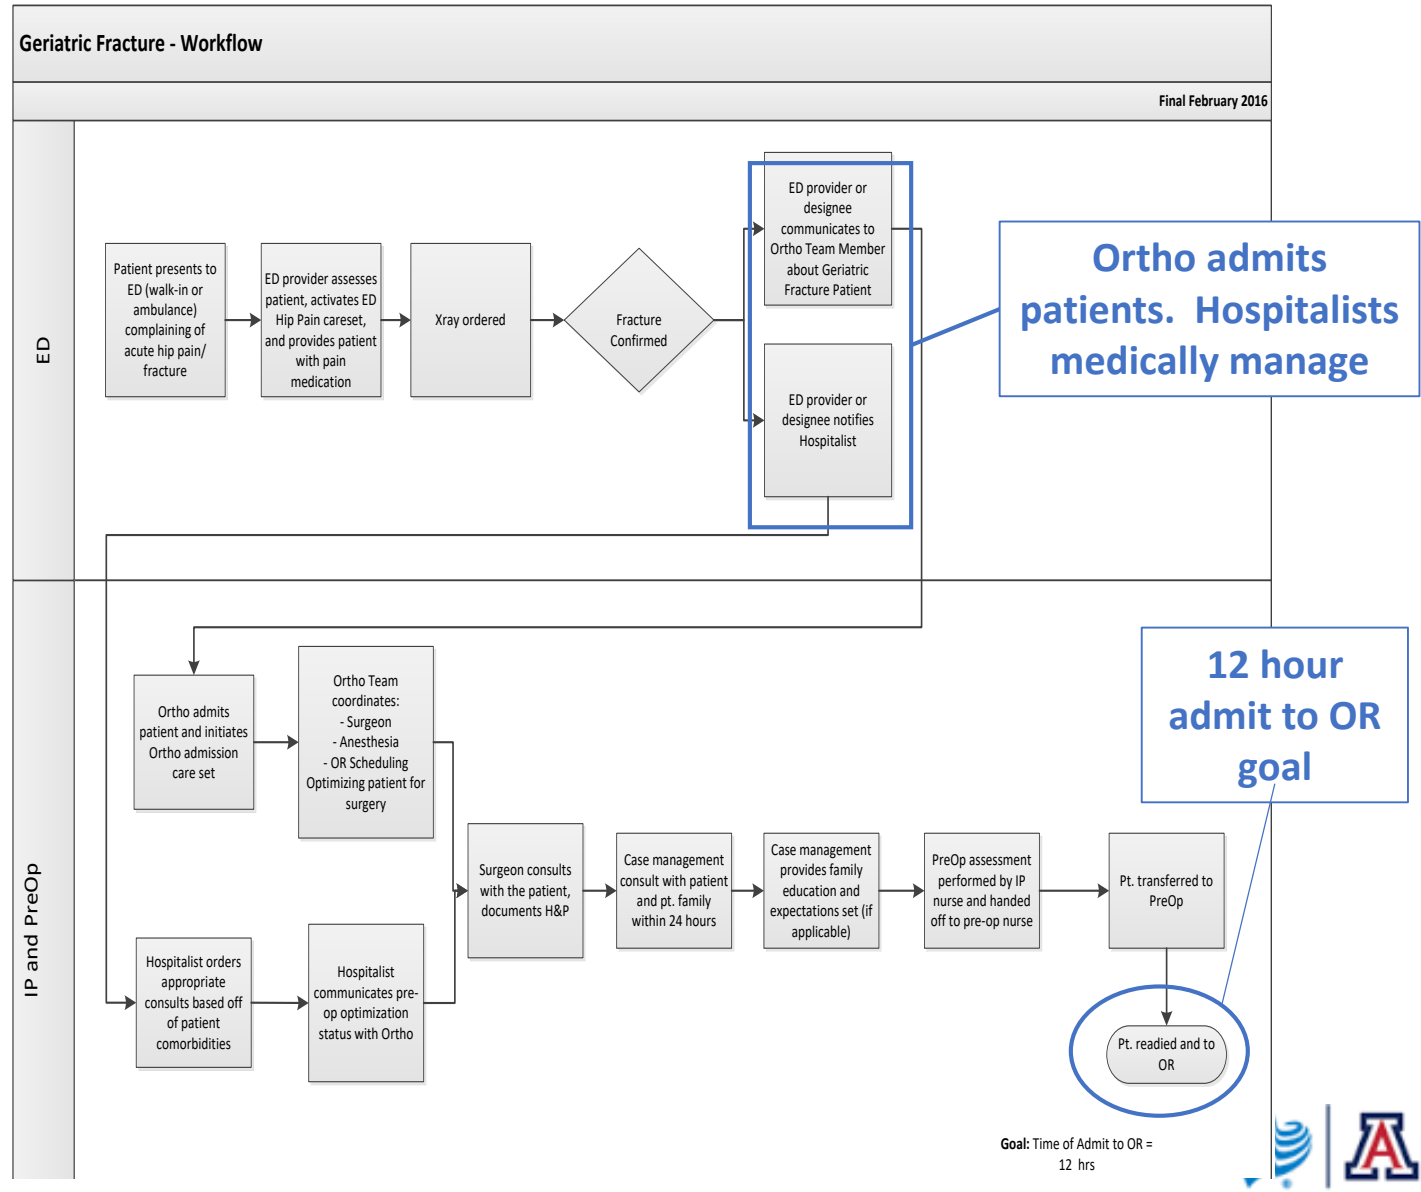 Geriatric Fracture - Workflow
Final February 2016
ED
Patient presents to
ED (walk-in or
ambulance)
complaining of
acute hip pain/
fracture
ED provider assesses
patient, activates ED
Hip Pain careset,
and provides patient
with pain
medication
Xray ordered
Fracture
Confirmed
ED provider or
designee
communicates to
Ortho Team Member
about Geriatric
Fracture Patient
ED provider or
designee notifies
Hospitalist
Ortho admits
patients.  Hospitalists
medically manage
IP and PreOp
Ortho admits
patient and initiates
Ortho admission
care set
Ortho Team
coordinates:
- Surgeon
- Anesthesia
- OR Scheduling
Optimizing patient for
surgery
Hospitalist orders
appropriate
consults based off
of patient
comorbidities
Hospitalist
communicates pre-
op optimization
status with Ortho
Surgeon consults
with the patient,
documents H&P
Case management
consult with patient
and pt. family
within 24 hours
Case management
provides family
education and
expectations set (if
applicable)
PreOp assessment
performed by IP
nurse and handed
off to pre-op nurse
Pt. transferred to
PreOp
Pt. readied and to
OR
12 hour
admit to OR
goal
Goal: Time of Admit to OR =
12  hrs
A